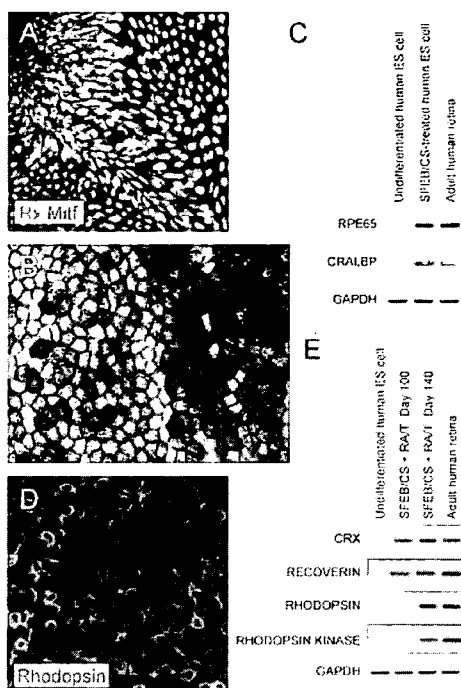 A
Rx Mitf
B
D
Rhodopsin
C
Undifferentiated human ES cell
SFEB/CS-treated human ES cell
Adult human retina
RPE65
CRALBP
GAPDH
E
Undifferentiated human ES cell
SFEB/CS + RA/T Day 100
SFEB/CS + RA/T Day 140
Adult human retina
CRX
RECOVERIN
RHODOPSIN
RHODOPSIN KINASE
GAPDH